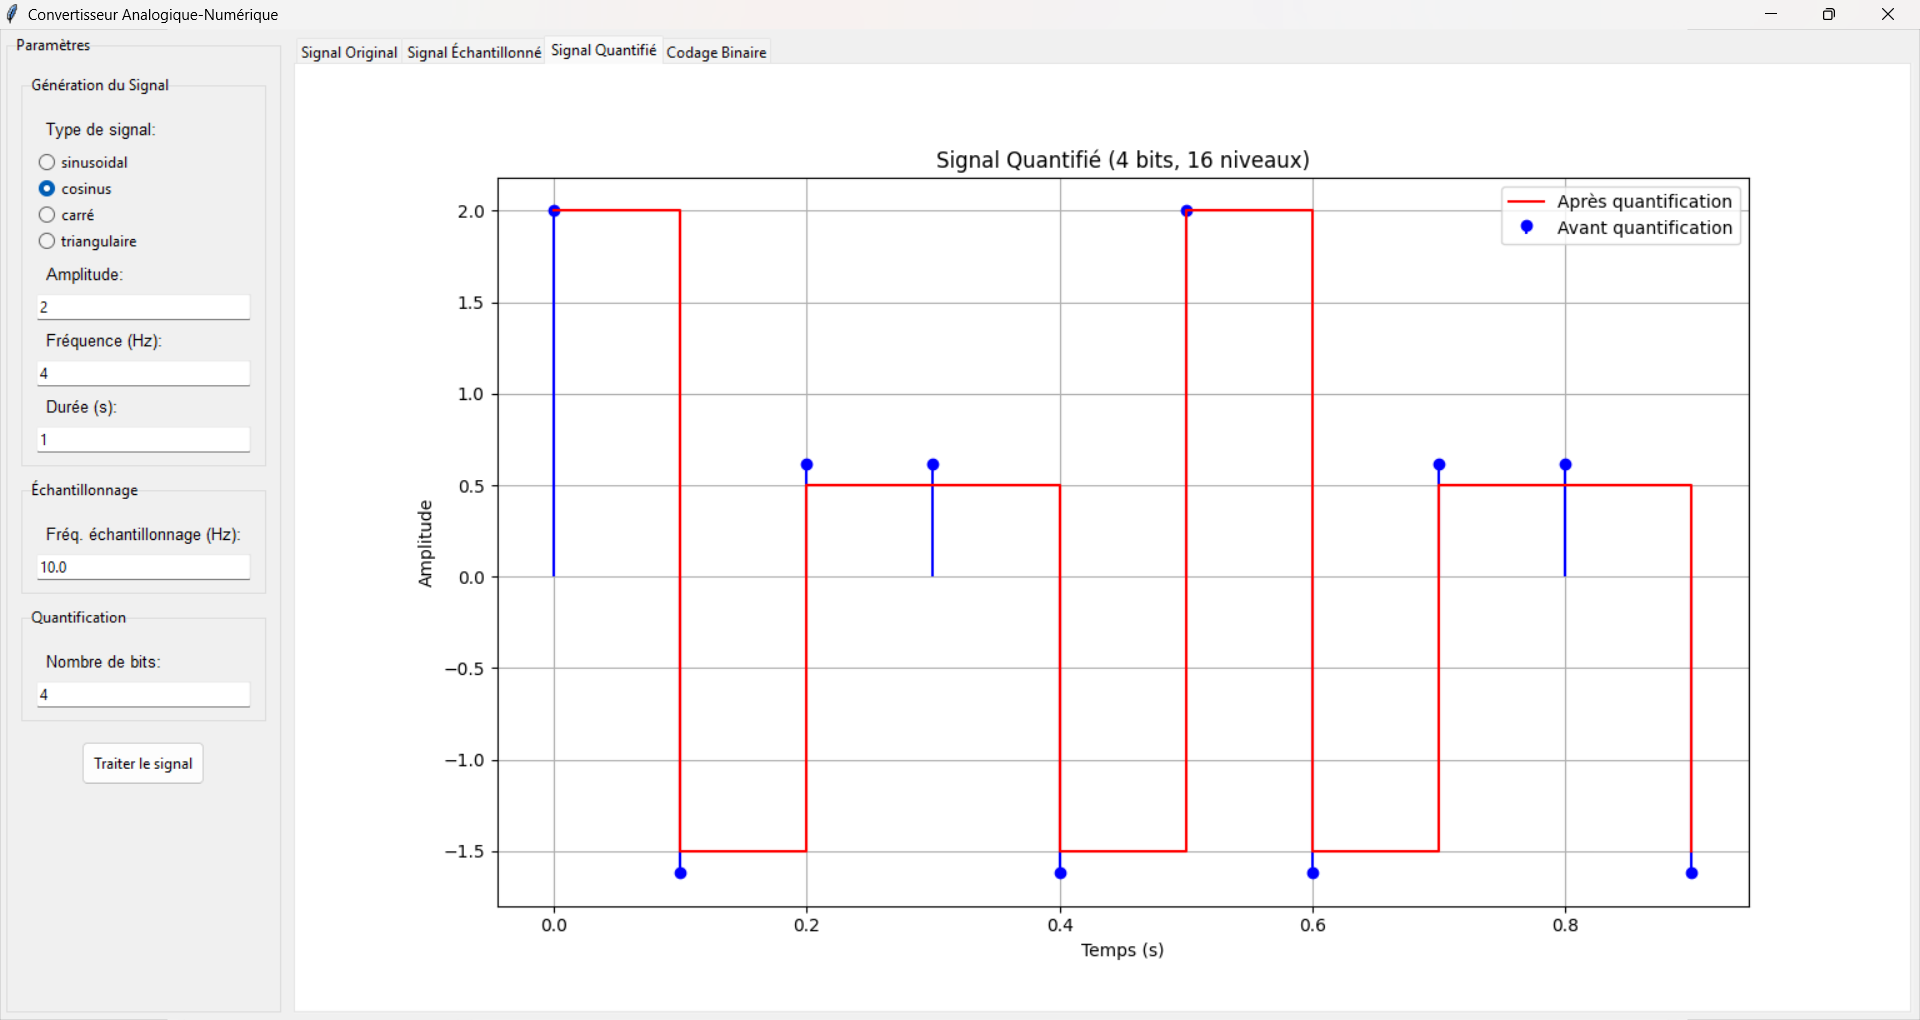 Convertisseur Analogique-Numérique
Paramètres
Génération du Signal
Type de signal:
sinusoidal
cosinus
carré
triangulaire
Amplitude:
2
Fréquence (Hz):
4
Durée (s):
1
Échantillonnage
Fréq. échantillonnage (Hz):
10.0
Quantification
Nombre de bits:
4
Traiter le signal
Signal Original Signal Échantillonné Signal Quantifié Codage Binaire
Signal Quantifié (4 bits, 16 niveaux)
Après quantification
Avant quantification
Amplitude
2.0
1.5
1.0
0.5
0.0
−0.5
−1.0
−1.5
0.0 0.2 0.4 0.6 0.8
Temps (s)